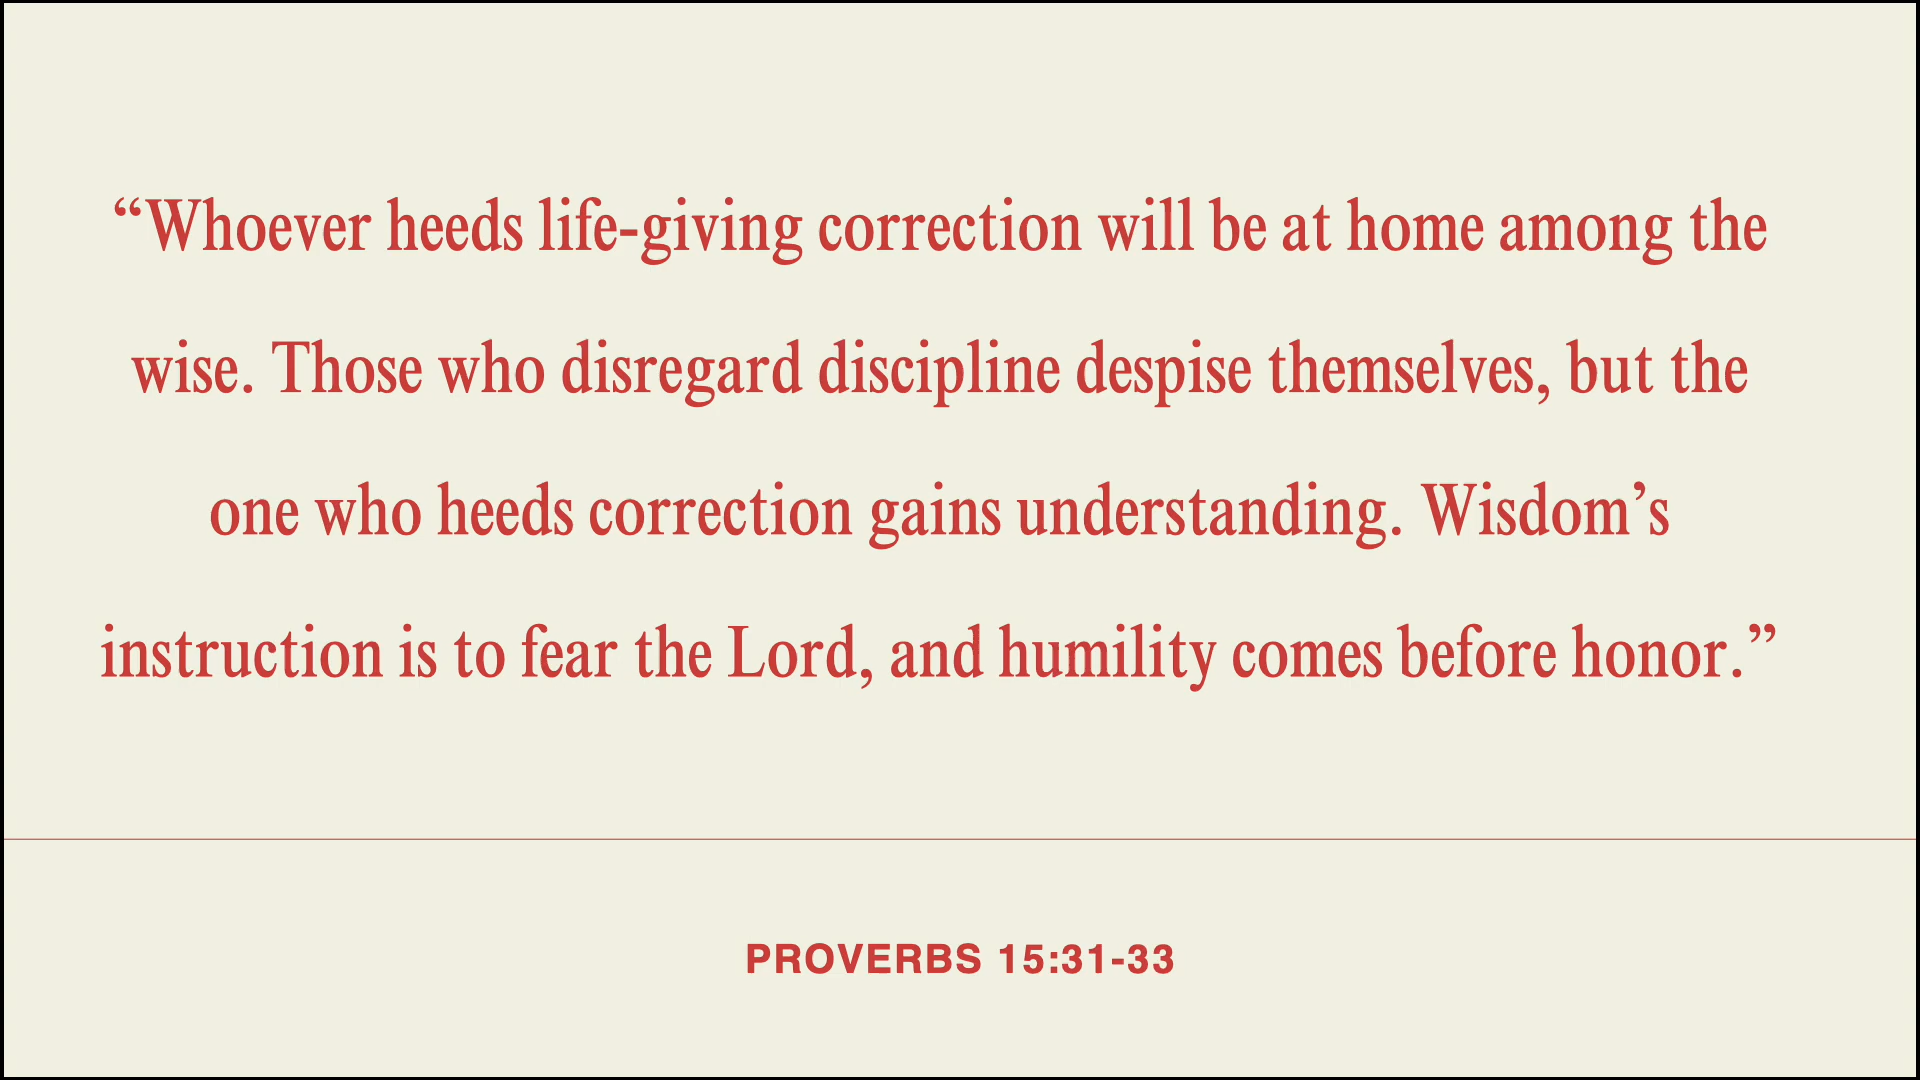 “Whoever heeds life-giving correction will be at home among the
wise. Those who disregard discipline despise themselves, but the
one who heeds correction gains understanding. Wisdom’s
instruction is to fear the Lord, and humility comes before honor.”
PROVERBS 15:31-33